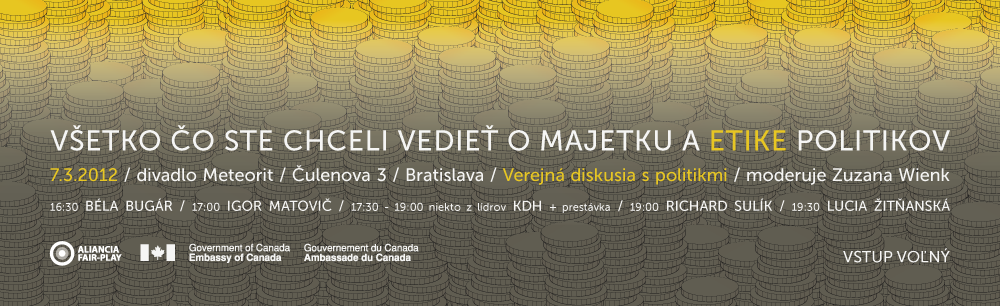 VŠETKO ČO STE CHCELI VEDIEŤ O MAJETKU A ETIKE POLITIKOV
7.3.2012 / divadlo Meteorit / Čulenova 3 / Bratislava / Verejná diskusia s politikmi / moderuje Zuzana Wienk
16:30 BÉLA BUGÁR / 17:00 IGOR MATOVIČ / 17:30 - 19:00 niekto z lídrov KDH + prestávka / 19:00 RICHARD SULÍK / 19:30 LUCIA ŽITŇANSKÁ
ALIANCIA
FAIR-PLAY
Government of Canada
Embassy of Canada
Gouvernement du Canada
Ambassade du Canada
VSTUP VOĽNÝ